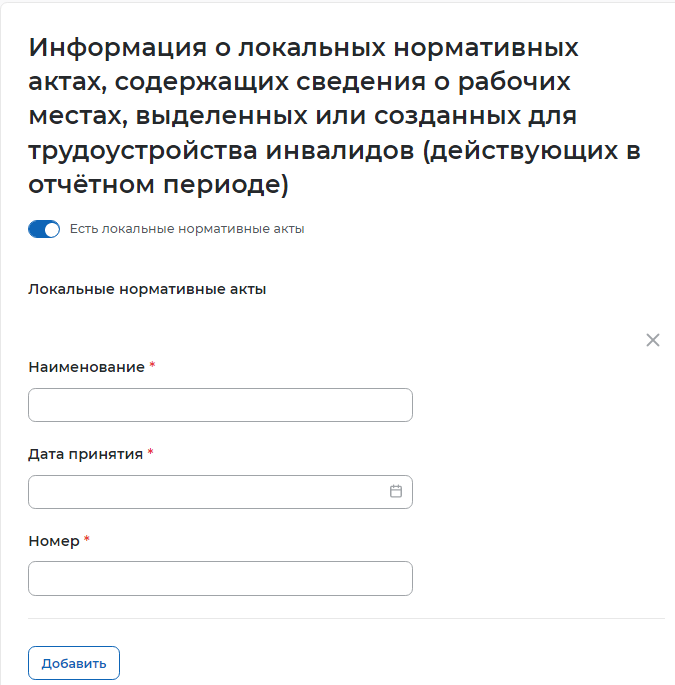 Информация о локальных нормативных
актах, содержащих сведения о рабочих
местах, выделенных или созданных для
трудоустройства инвалидов (действующих в
отчётном периоде)
Есть локальные нормативные акты
Локальные нормативные акты
Наименование *
Дата принятия *
Номер *
Добавить